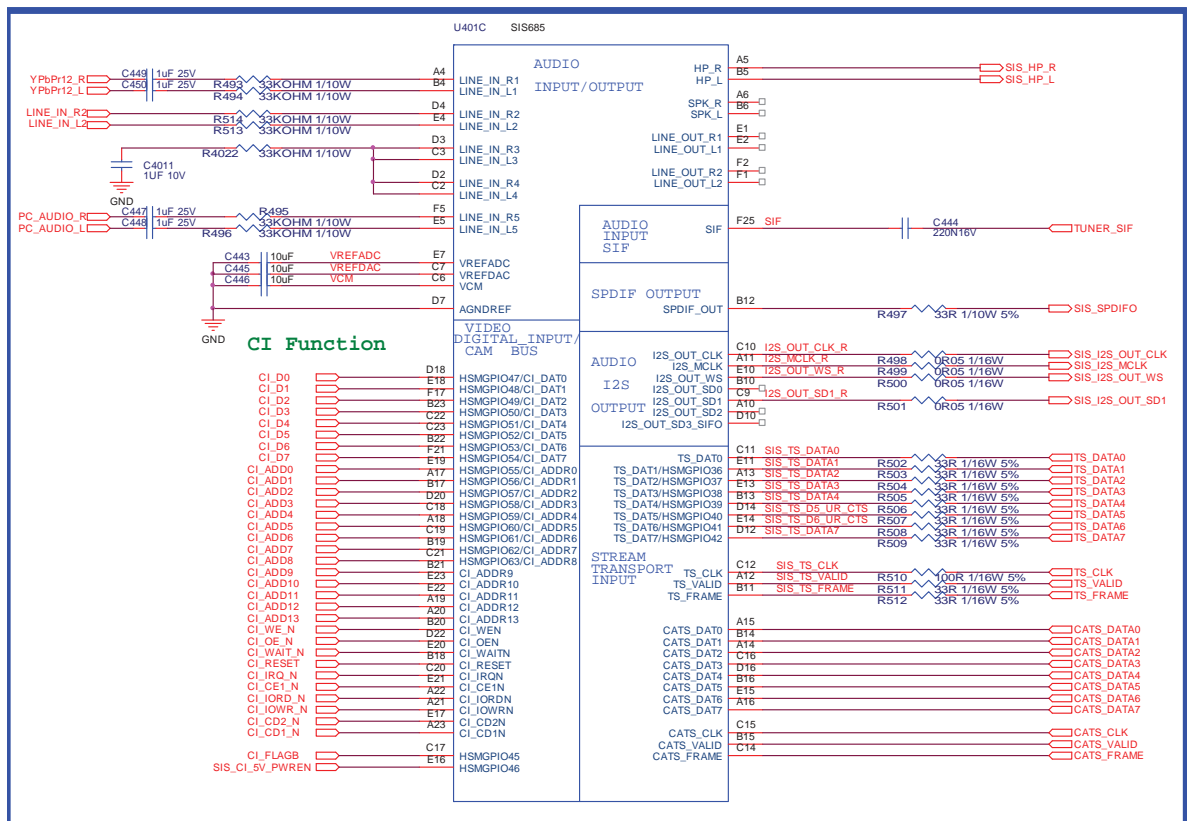 U401C SIS685
AUDIO
INPUT/OUTPUT
YPbPr12_R C449 1uF 25V R493 33KOHM 1/10W A4 LINE_IN_R1
YPbPr12_L C450 1uF 25V R494 33KOHM 1/10W B4 LINE_IN_L1
LINE_IN_R2 R514 33KOHM 1/10W D4 LINE_IN_R2
LINE_IN_L2 R513 33KOHM 1/10W E4 LINE_IN_L2
R4022 33KOHM 1/10W D3 LINE_IN_R3
C3 LINE_IN_L3
C4011
1UF 10V
GND
D2 LINE_IN_R4
C2 LINE_IN_L4
PC_AUDIO_R C447 1uF 25V R495 33KOHM 1/10W F5 LINE_IN_R5
PC_AUDIO_L C448 1uF 25V R496 33KOHM 1/10W E5 LINE_IN_L5
C443 10uF VREFADC E7 VREFADC
C445 10uF VREFDAC C7 VREFDAC
C446 10uF VCM C6 VCM
D7 AGNDREF
GND
A5 HP_R SIS_HP_R
B5 HP_L SIS_HP_L
A6 SPK_R
B6 SPK_L
E1 LINE_OUT_R1
E2 LINE_OUT_L1
F2 LINE_OUT_R2
F1 LINE_OUT_L2
AUDIO
INPUT
SIF
SIF F25 SIF C444 220N16V TUNER_SIF
SPDIF OUTPUT
SPDIF_OUT B12 R497 33R 1/10W 5% SIS_SPDIFO
CI Function
VIDEO
DIGITAL_INPUT/
CAM BUS
CI_D0 D18 HSMGPIO47/CI_DAT0
CI_D1 E18 HSMGPIO48/CI_DAT1
CI_D2 F17 HSMGPIO49/CI_DAT2
CI_D3 B23 HSMGPIO50/CI_DAT3
CI_D4 C22 HSMGPIO51/CI_DAT4
CI_D5 C23 HSMGPIO52/CI_DAT5
CI_D6 B22 HSMGPIO53/CI_DAT6
CI_D7 F21 HSMGPIO54/CI_DAT7
CI_ADD0 E19 HSMGPIO55/CI_ADDR0
CI_ADD1 A17 HSMGPIO56/CI_ADDR1
CI_ADD2 B17 HSMGPIO57/CI_ADDR2
CI_ADD3 D20 HSMGPIO58/CI_ADDR3
CI_ADD4 C18 HSMGPIO59/CI_ADDR4
CI_ADD5 A18 HSMGPIO60/CI_ADDR5
CI_ADD6 C19 HSMGPIO61/CI_ADDR6
CI_ADD7 B19 HSMGPIO62/CI_ADDR7
CI_ADD8 C21 HSMGPIO63/CI_ADDR8
CI_ADD9 B21 CI_ADDR9
CI_ADD10 E23 CI_ADDR10
CI_ADD11 E22 CI_ADDR11
CI_ADD12 A19 CI_ADDR12
CI_ADD13 A20 CI_ADDR13
CI_WE_N B20 CI_WEN
CI_OE_N D22 CI_OEN
CI_WAIT_N E20 CI_WAITN
CI_RESET B18 CI_RESET
CI_IRQ_N C20 CI_IRQN
CI_CE1_N E21 CI_CE1N
CI_IORD_N A22 CI_IORDN
CI_IOWR_N A21 CI_IOWRN
CI_CD2_N E17 CI_CD2N
CI_CD1_N A23 CI_CD1N
CI_FLAGB C17 HSMGPIO45
SIS_CI_5V_PWREN E16 HSMGPIO46
AUDIO
I2S
OUTPUT
I2S_OUT_CLK C10 I2S_OUT_CLK_R R498 0R05 1/16W SIS_I2S_OUT_CLK
I2S_MCLK A11 I2S_MCLK_R R499 0R05 1/16W SIS_I2S_MCLK
I2S_OUT_WS E10 I2S_OUT_WS_R R500 0R05 1/16W SIS_I2S_OUT_WS
I2S_OUT_SD0 B10
I2S_OUT_SD1 C9 I2S_OUT_SD1_R R501 0R05 1/16W SIS_I2S_OUT_SD1
I2S_OUT_SD2 A10
I2S_OUT_SD3_SIFO D10
TS_DAT0 C11 SIS_TS_DATA0 R502 33R 1/16W 5% TS_DATA0
TS_DAT1/HSMGPIO36 E11 SIS_TS_DATA1 R503 33R 1/16W 5% TS_DATA1
TS_DAT2/HSMGPIO37 A13 SIS_TS_DATA2 R504 33R 1/16W 5% TS_DATA2
TS_DAT3/HSMGPIO38 E13 SIS_TS_DATA3 R505 33R 1/16W 5% TS_DATA3
TS_DAT4/HSMGPIO39 B13 SIS_TS_DATA4 R506 33R 1/16W 5% TS_DATA4
TS_DAT5/HSMGPIO40 D14 SIS_TS_D5_UR_CTS R507 33R 1/16W 5% TS_DATA5
TS_DAT6/HSMGPIO41 E14 SIS_TS_D6_UR_CTS R508 33R 1/16W 5% TS_DATA6
TS_DAT7/HSMGPIO42 D12 SIS_TS_DATA7 R509 33R 1/16W 5% TS_DATA7
STREAM
TRANSPORT
INPUT
TS_CLK C12 SIS_TS_CLK R510 100R 1/16W 5% TS_CLK
TS_VALID A12 SIS_TS_VALID R511 33R 1/16W 5% TS_VALID
TS_FRAME B11 SIS_TS_FRAME R512 33R 1/16W 5% TS_FRAME
CATS_DAT0 A15 CATS_DATA0
CATS_DAT1 B14 CATS_DATA1
CATS_DAT2 A14 CATS_DATA2
CATS_DAT3 C16 CATS_DATA3
CATS_DAT4 D16 CATS_DATA4
CATS_DAT5 B16 CATS_DATA5
CATS_DAT6 E15 CATS_DATA6
CATS_DAT7 A16 CATS_DATA7
CATS_CLK C15 CATS_CLK
CATS_VALID B15 CATS_VALID
CATS_FRAME C14 CATS_FRAME